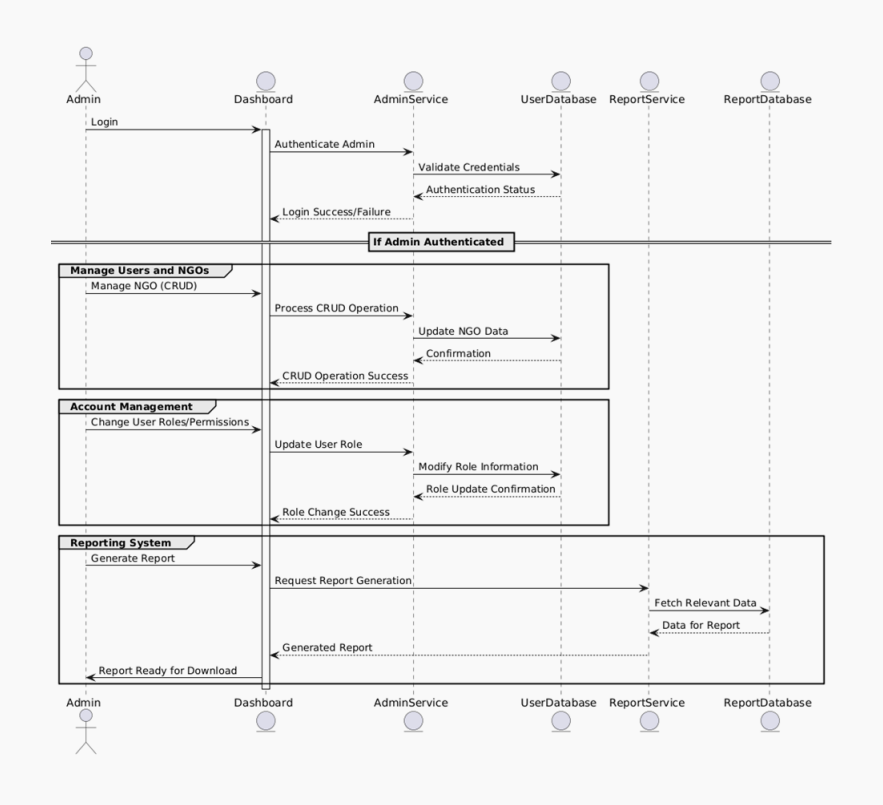 Admin Dashboard AdminService UserDatabase ReportService ReportDatabase
Login
Authenticate Admin
Validate Credentials
Authentication Status
Login Success/Failure
If Admin Authenticated
Manage Users and NGOs
Manage NGO (CRUD)
Process CRUD Operation
Update NGO Data
Confirmation
CRUD Operation Success
Account Management
Change User Roles/Permissions
Update User Role
Modify Role Information
Role Update Confirmation
Role Change Success
Reporting System
Generate Report
Request Report Generation
Fetch Relevant Data
Data for Report
Generated Report
Report Ready for Download
Admin Dashboard AdminService UserDatabase ReportService ReportDatabase